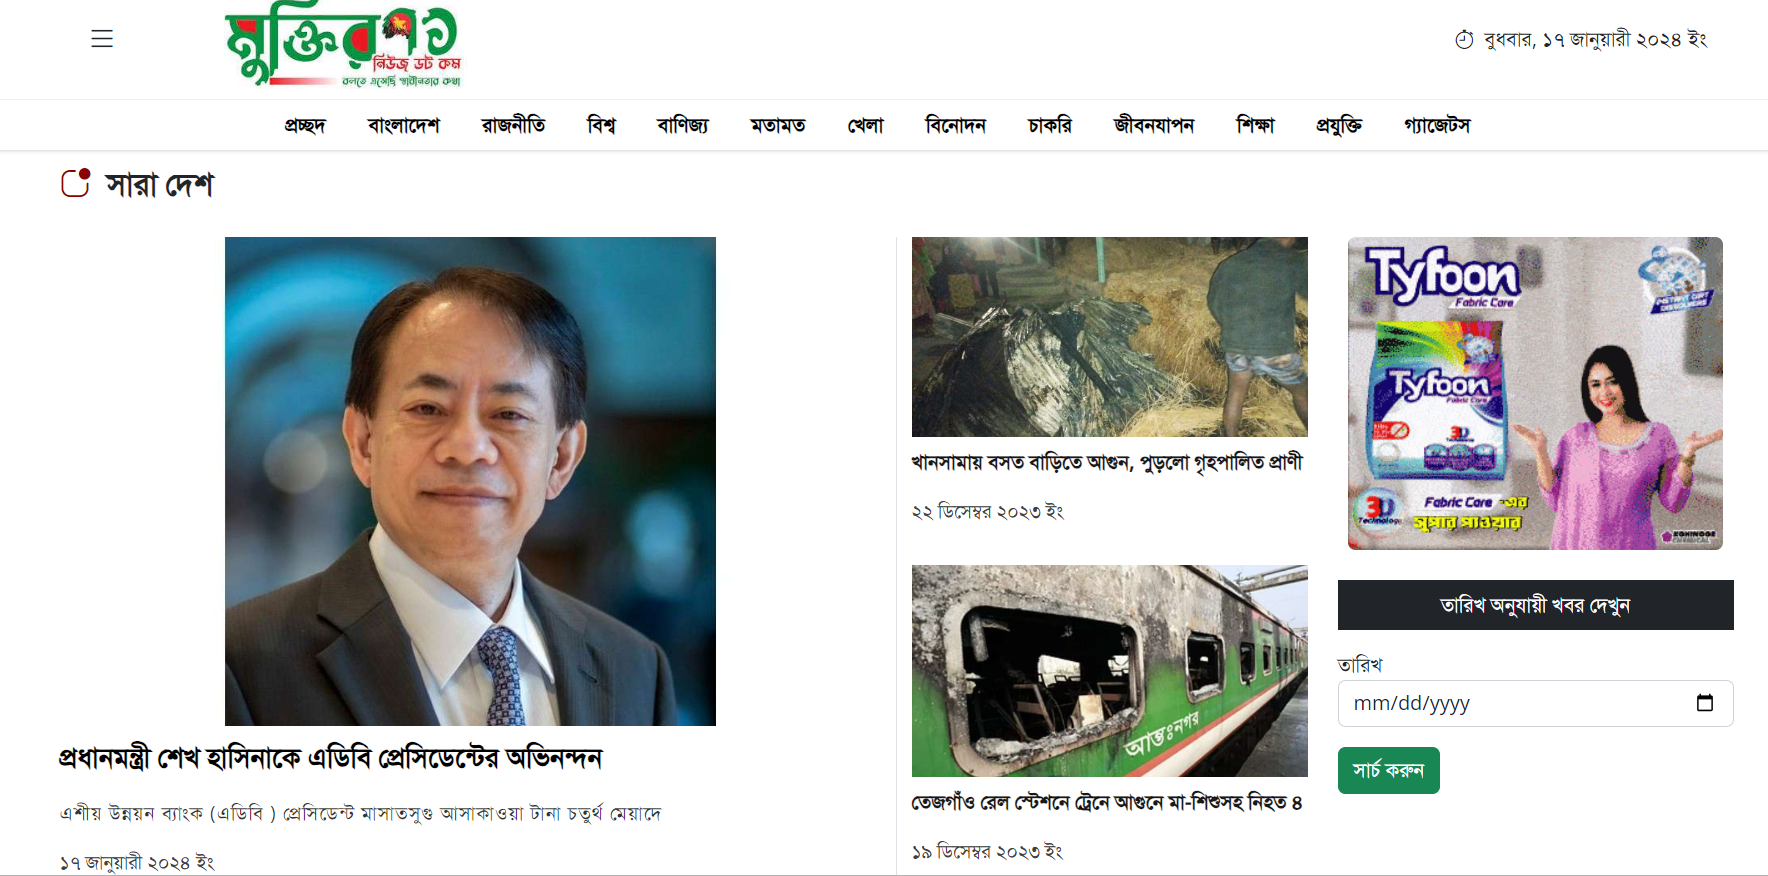 মুক্তির৭১
নিউজ ডট কম
বলতে এসেছি স্বাধীনতার কথা
বুধবার, ১৭ জানুয়ারী ২০২৪ ইং
প্রচ্ছদ বাংলাদেশ রাজনীতি বিশ্ব বাণিজ্য মতামত খেলা বিনোদন চাকরি জীবনযাপন শিক্ষা প্রযুক্তি গ্যাজেটস
সারা দেশ
প্রধানমন্ত্রী শেখ হাসিনাকে এডিবি প্রেসিডেন্টের অভিনন্দন
এশীয় উন্নয়ন ব্যাংক (এডিবি ) প্রেসিডেন্ট মাসাতসুগু আসাকাওয়া টানা চতুর্থ মেয়াদে
১৭ জানুয়ারী ২০২৪ ইং
খানসামায় বসত বাড়িতে আগুন, পুড়লো গৃহপালিত প্রাণী
২২ ডিসেম্বর ২০২৩ ইং
আন্তঃনগর
তেজগাঁও রেল স্টেশনে ট্রেনে আগুনে মা-শিশুসহ নিহত ৪
১৯ ডিসেম্বর ২০২৩ ইং
Tyfoon
Fabric Care
INSTANT DIRT
DISSOLVERS
Tyfoon
Fabric Care
3D
3D
Technology
Fabric Care -এর
সুপার পাওয়ার
KOHINOOR
CHEMICAL
তারিখ অনুযায়ী খবর দেখুন
তারিখ
mm/dd/yyyy
সার্চ করুন